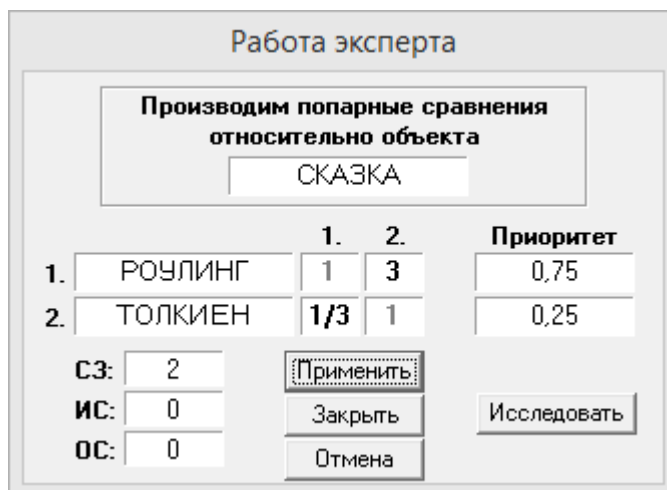 Работа эксперта
Производим попарные сравнения
относительно объекта
СКАЗКА
1. 2. Приоритет
1. РОУЛИНГ 1 3 0,75
2. ТОЛКИЕН 1/3 1 0,25
СЗ: 2 Применить
ИС: 0 Закрыть Исследовать
ОС: 0 Отмена